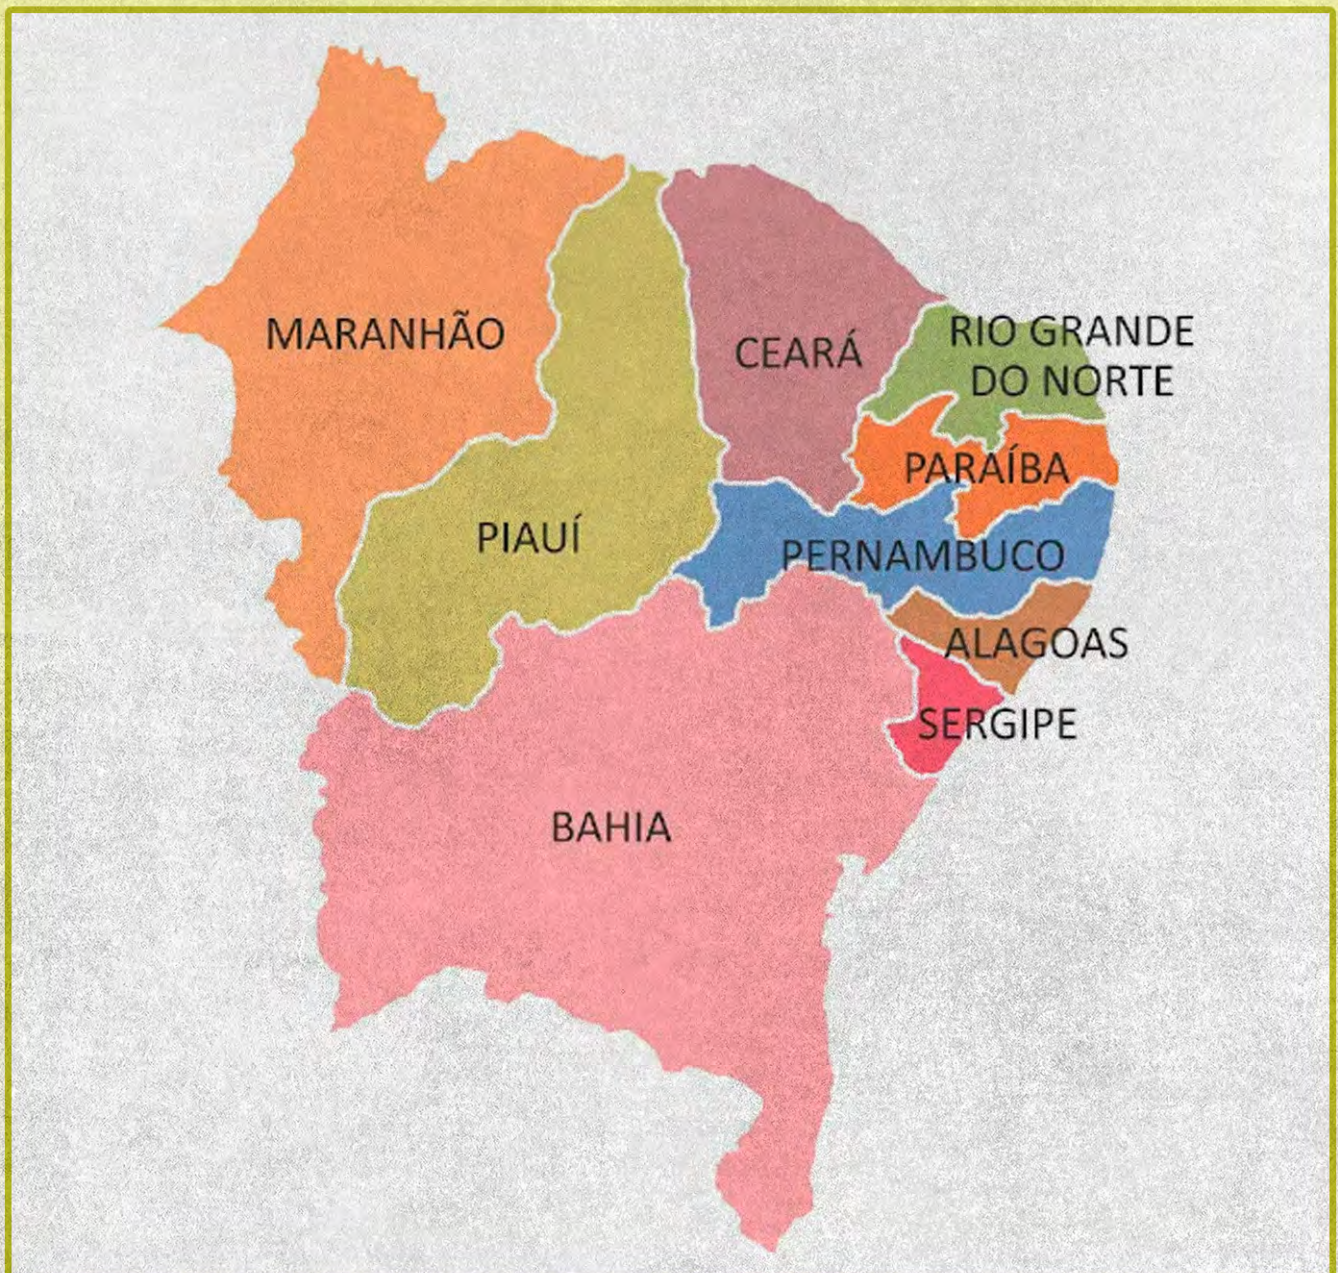 MARANHÃO
CEARÁ
RIO GRANDE
DO NORTE
PARAÍBA
PIAUÍ
PERNAMBUCO
ALAGOAS
SERGIPE
BAHIA